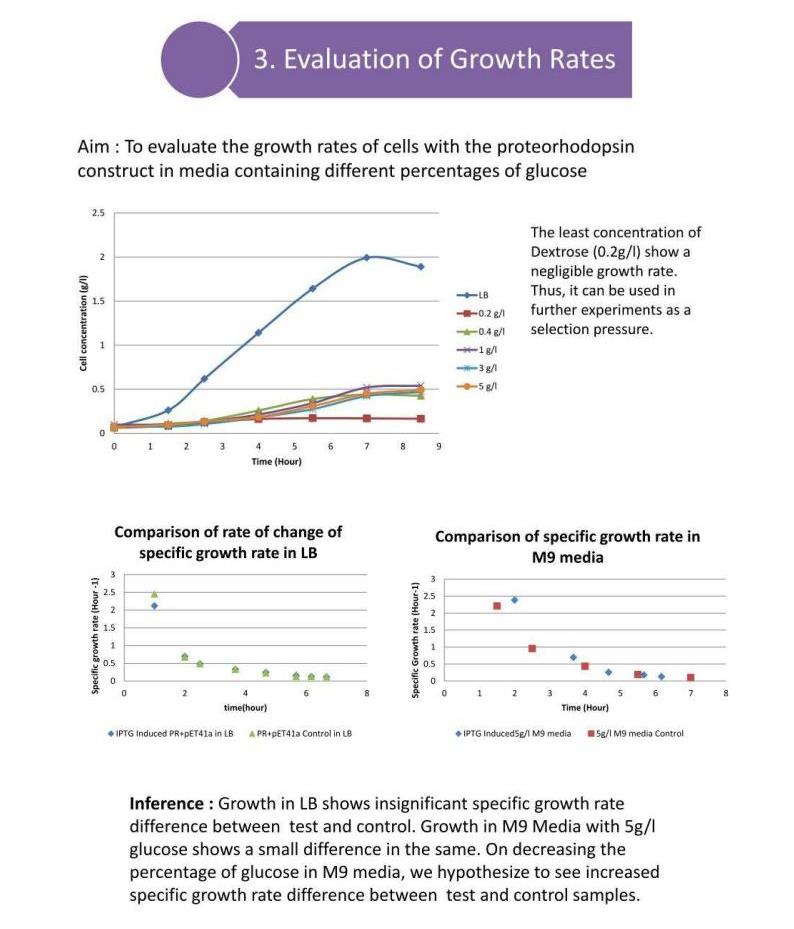 3. Evaluation of Growth Rates
Aim : To evaluate the growth rates of cells with the proteorhodopsin
construct in media containing different percentages of glucose
2.5
2
1.5
1
0.5
0
Cell concentration (g/l)
0 1 2 3 4 5 6 7 8 9
Time (Hour)
LB
0.2 g/l
0.4 g/l
1 g/l
3 g/l
5 g/l
The least concentration of
Dextrose (0.2g/l) show a
negligible growth rate.
Thus, it can be used in
further experiments as a
selection pressure.
Comparison of rate of change of
specific growth rate in LB
3
2.5
2
1.5
1
0.5
0
Specific growth rate (Hour -1)
0 2 4 6 8
time(hour)
IPTG Induced PR+pET41a in LB PR+pET41a Control in LB
Comparison of specific growth rate in
M9 media
3
2.5
2
1.5
1
0.5
0
Specific Growth rate (Hour-1)
0 1 2 3 4 5 6 7 8
Time (Hour)
IPTG Induced5g/l M9 media 5g/l M9 media Control
Inference : Growth in LB shows insignificant specific growth rate
difference between test and control. Growth in M9 Media with 5g/l
glucose shows a small difference in the same. On decreasing the
percentage of glucose in M9 media, we hypothesize to see increased
specific growth rate difference between test and control samples.